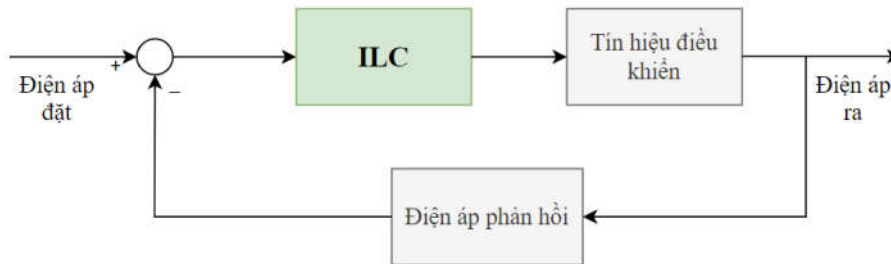 ILC
Tín hiệu điều
khiển
+
Điện áp
đặt
–
Điện áp
ra
Điện áp phản hồi